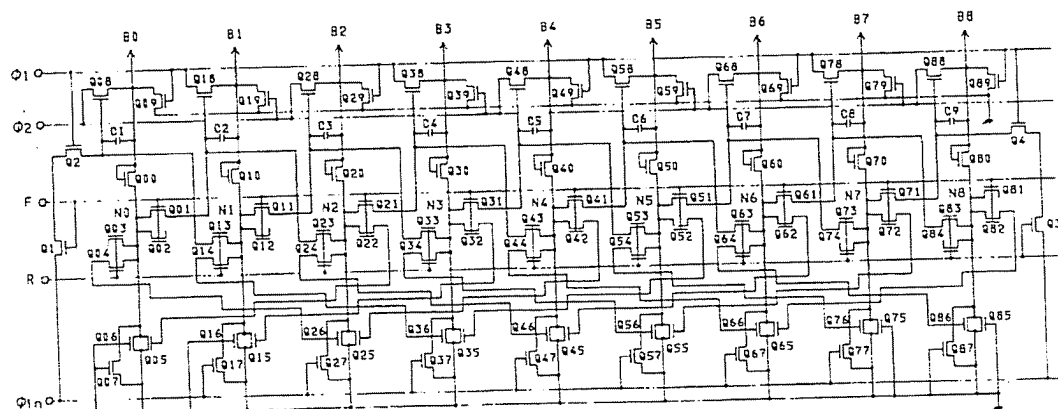 B0 B1 B2 B3 B4 B5 B6 B7 B8
Φ1 Q08 Q18 Q28 Q38 Q48 Q58 Q68 Q78 Q88
Q09 Q19 Q29 Q39 Q49 Q59 Q69 Q79 Q89
Φ2 C1 C2 C3 C4 C5 C6 C7 C8 C9
Q2 Q00 Q10 Q20 Q30 Q40 Q50 Q60 Q70 Q80 Q4
F N0 Q01 N1 Q11 N2 Q21 N3 Q31 N4 Q41 N5 Q51 N6 Q61 N7 Q71 N8 Q81
Q03 Q13 Q23 Q33 Q43 Q53 Q63 Q73 Q83
Q1 Q04 Q02 Q14 Q12 Q24 Q22 Q34 Q32 Q44 Q42 Q54 Q52 Q64 Q62 Q74 Q72 Q84 Q82 Q3
R
Q06 Q05 Q16 Q15 Q26 Q25 Q36 Q35 Q46 Q45 Q56 Q55 Q66 Q65 Q76 Q75 Q86 Q85
Q07 Q17 Q27 Q37 Q47 Q57 Q67 Q77 Q87
Φin